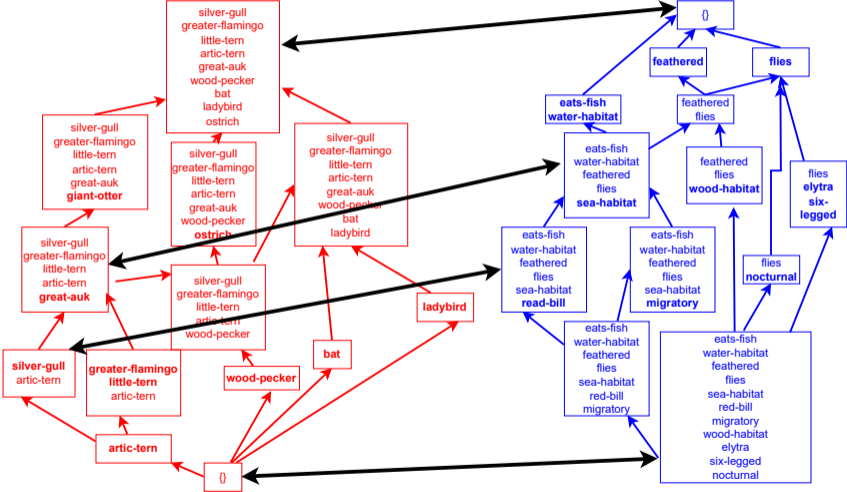 silver-gull
greater-flamingo
little-tern
artic-tern
great-auk
wood-pecker
bat
ladybird
ostrich
silver-gull
greater-flamingo
little-tern
artic-tern
great-auk
giant-otter
silver-gull
greater-flamingo
little-tern
artic-tern
great-auk
wood-pecker
ostrich
silver-gull
greater-flamingo
little-tern
artic-tern
great-auk
wood-pecker
bat
ladybird
silver-gull
greater-flamingo
little-tern
artic-tern
great-auk
silver-gull
greater-flamingo
little-tern
artic-tern
wood-pecker
ladybird
bat
silver-gull
artic-tern
greater-flamingo
little-tern
artic-tern
wood-pecker
artic-tern
{}
{}
feathered
flies
eats-fish
water-habitat
feathered
flies
eats-fish
water-habitat
feathered
flies
sea-habitat
feathered
flies
wood-habitat
flies
elytra
six-
legged
eats-fish
water-habitat
feathered
flies
sea-habitat
read-bill
eats-fish
water-habitat
feathered
flies
sea-habitat
migratory
flies
nocturnal
eats-fish
water-habitat
feathered
flies
sea-habitat
red-bill
migratory
eats-fish
water-habitat
feathered
flies
sea-habitat
red-bill
migratory
wood-habitat
elytra
six-legged
nocturnal